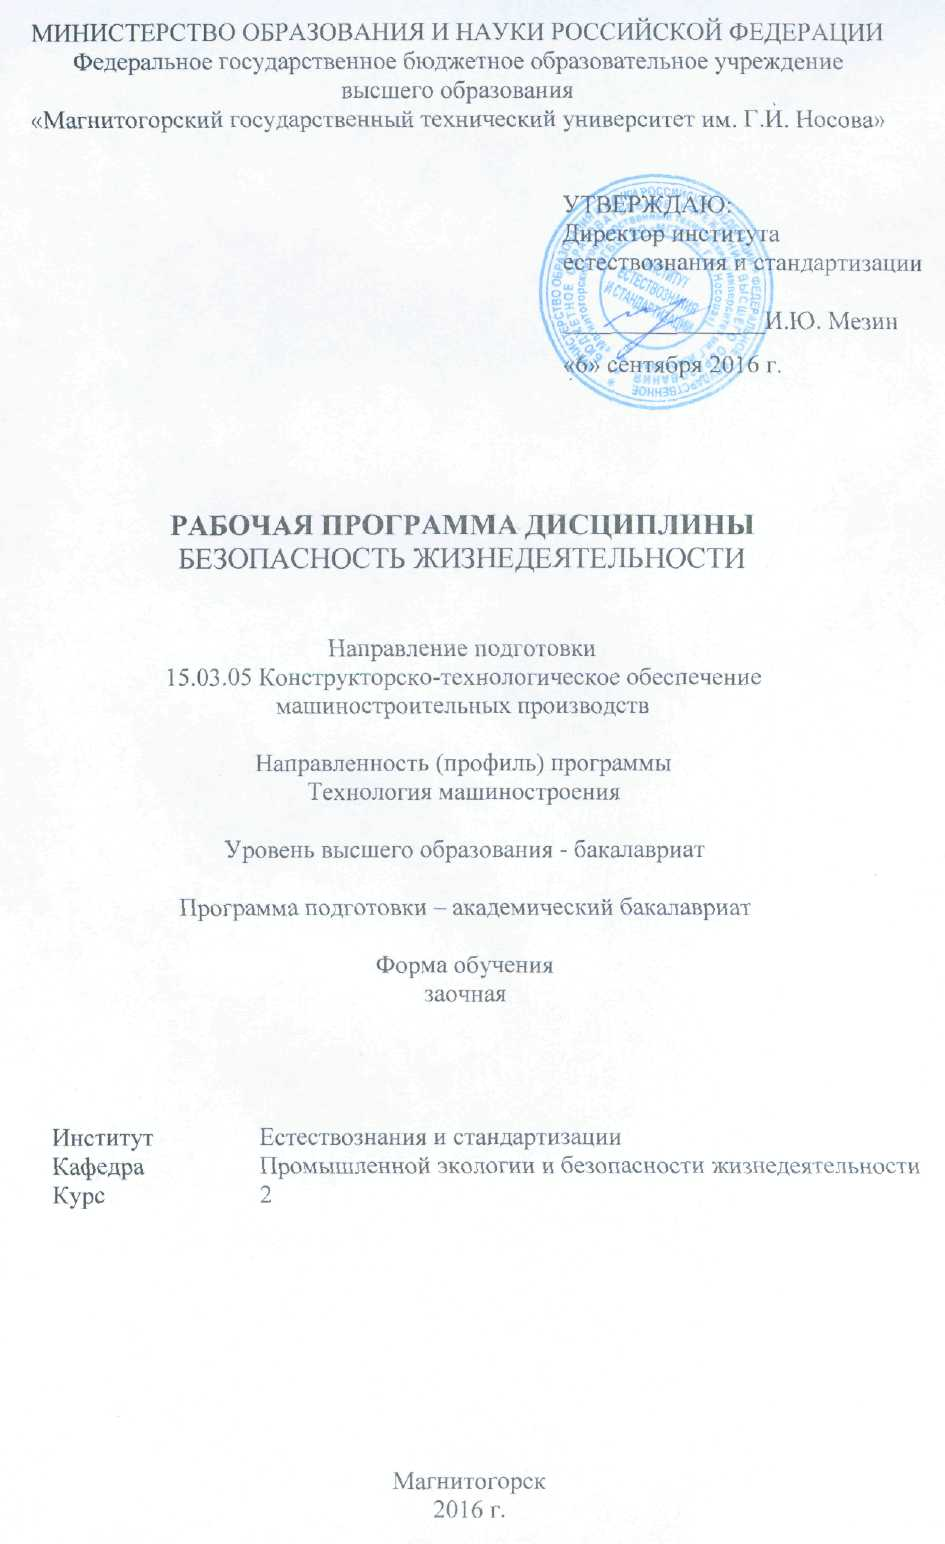 МИНИСТЕРСТВО ОБРАЗОВАНИЯ И НАУКИ РОССИЙСКОЙ ФЕДЕРАЦИИ
Федеральное государственное бюджетное образовательное учреждение
высшего образования
«Магнитогорский государственный технический университет им. Г.И. Носова»
УТВЕРЖДАЮ:
Директор института
естествознания и стандартизации
ИНСТИТУТ
ЕСТЕСТВОЗНАНИЯ
И СТАНДАРТИЗАЦИИ
И.Ю. Мезин
«6» сентября 2016 г.
РАБОЧАЯ ПРОГРАММА ДИСЦИПЛИНЫ
БЕЗОПАСНОСТЬ ЖИЗНЕДЕЯТЕЛЬНОСТИ
Направление подготовки
15.03.05 Конструкторско-технологическое обеспечение
машиностроительных производств
Направленность (профиль) программы
Технология машиностроения
Уровень высшего образования - бакалавриат
Программа подготовки – академический бакалавриат
Форма обучения
заочная
Институт Естествознания и стандартизации
Кафедра Промышленной экологии и безопасности жизнедеятельности
Курс 2
Магнитогорск
2016 г.